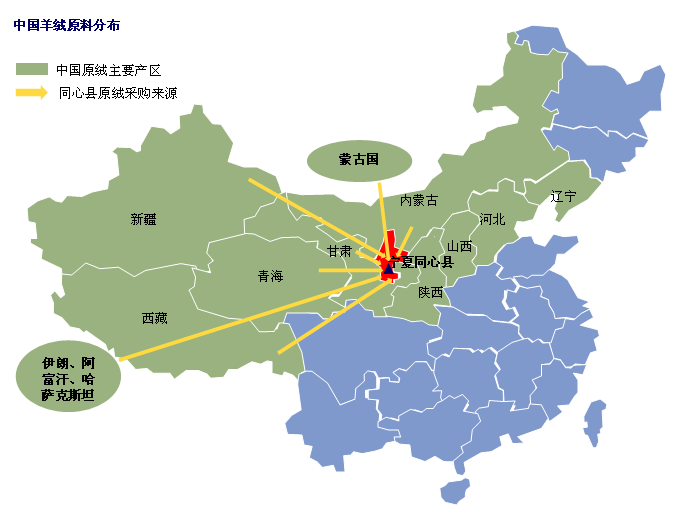 中国羊绒原料分布
中国原绒主要产区
同心县原绒采购来源
蒙古国
内蒙古
辽宁
新疆
河北
山西
甘肃
宁夏同心县
青海
陕西
西藏
伊朗、阿
富汗、哈
萨克斯坦